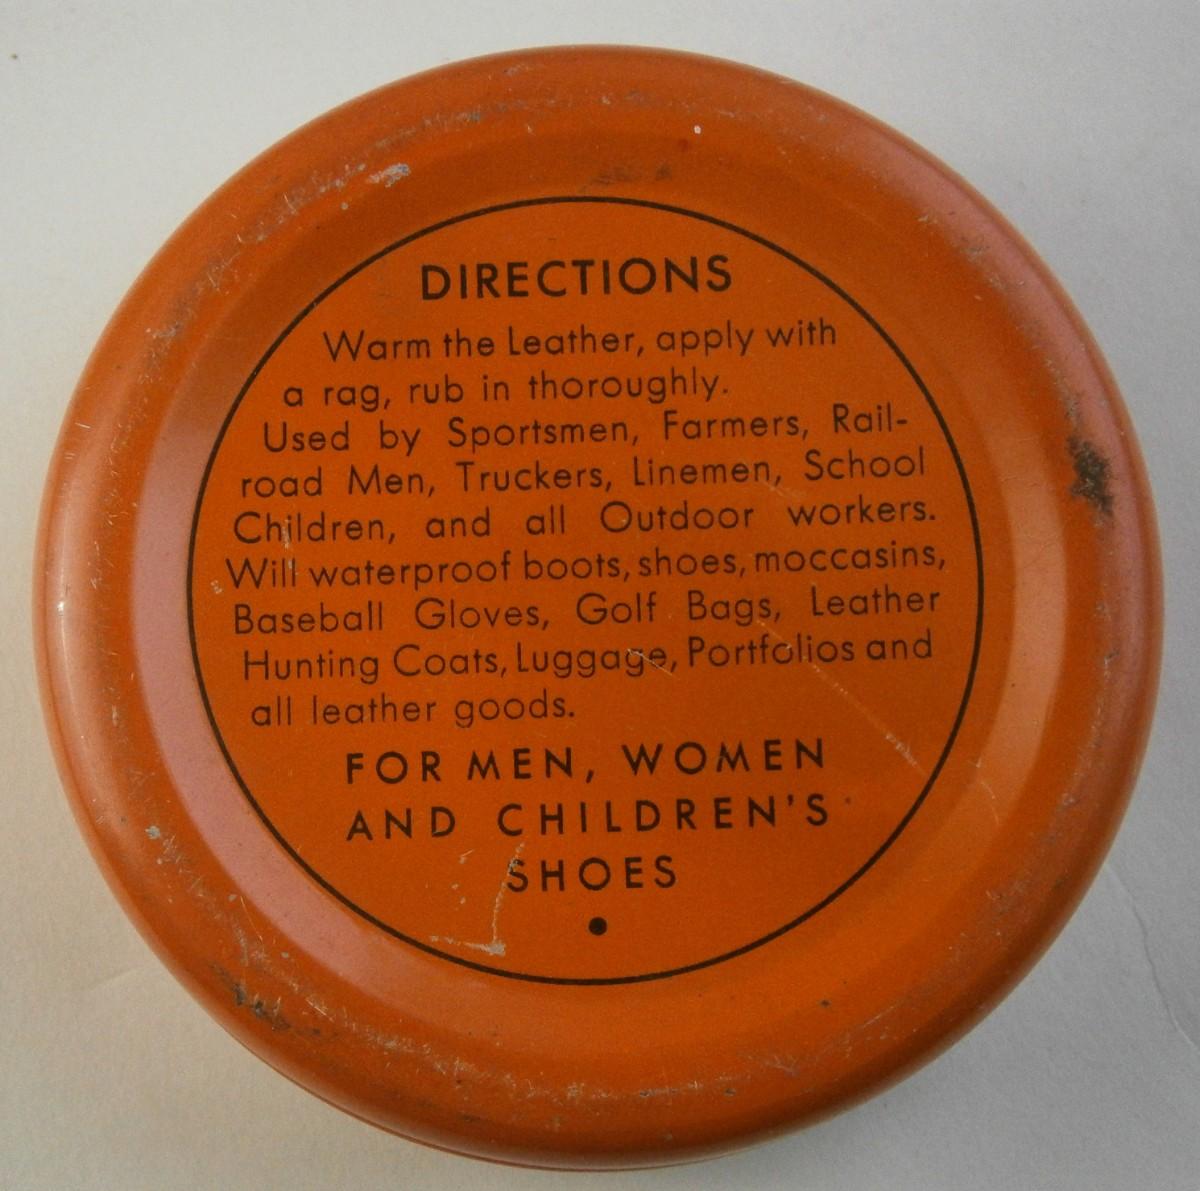 DIRECTIONS
Warm the Leather, apply with
a rag, rub in thoroughly.
Used by Sportsmen, Farmers, Rail-
road Men, Truckers, Linemen, School
Children, and all Outdoor workers.
Will waterproof boots, shoes, moccasins,
Baseball Gloves, Golf Bags, Leather
Hunting Coats, Luggage, Portfolios and
all leather goods.
FOR MEN, WOMEN
AND CHILDREN'S
SHOES